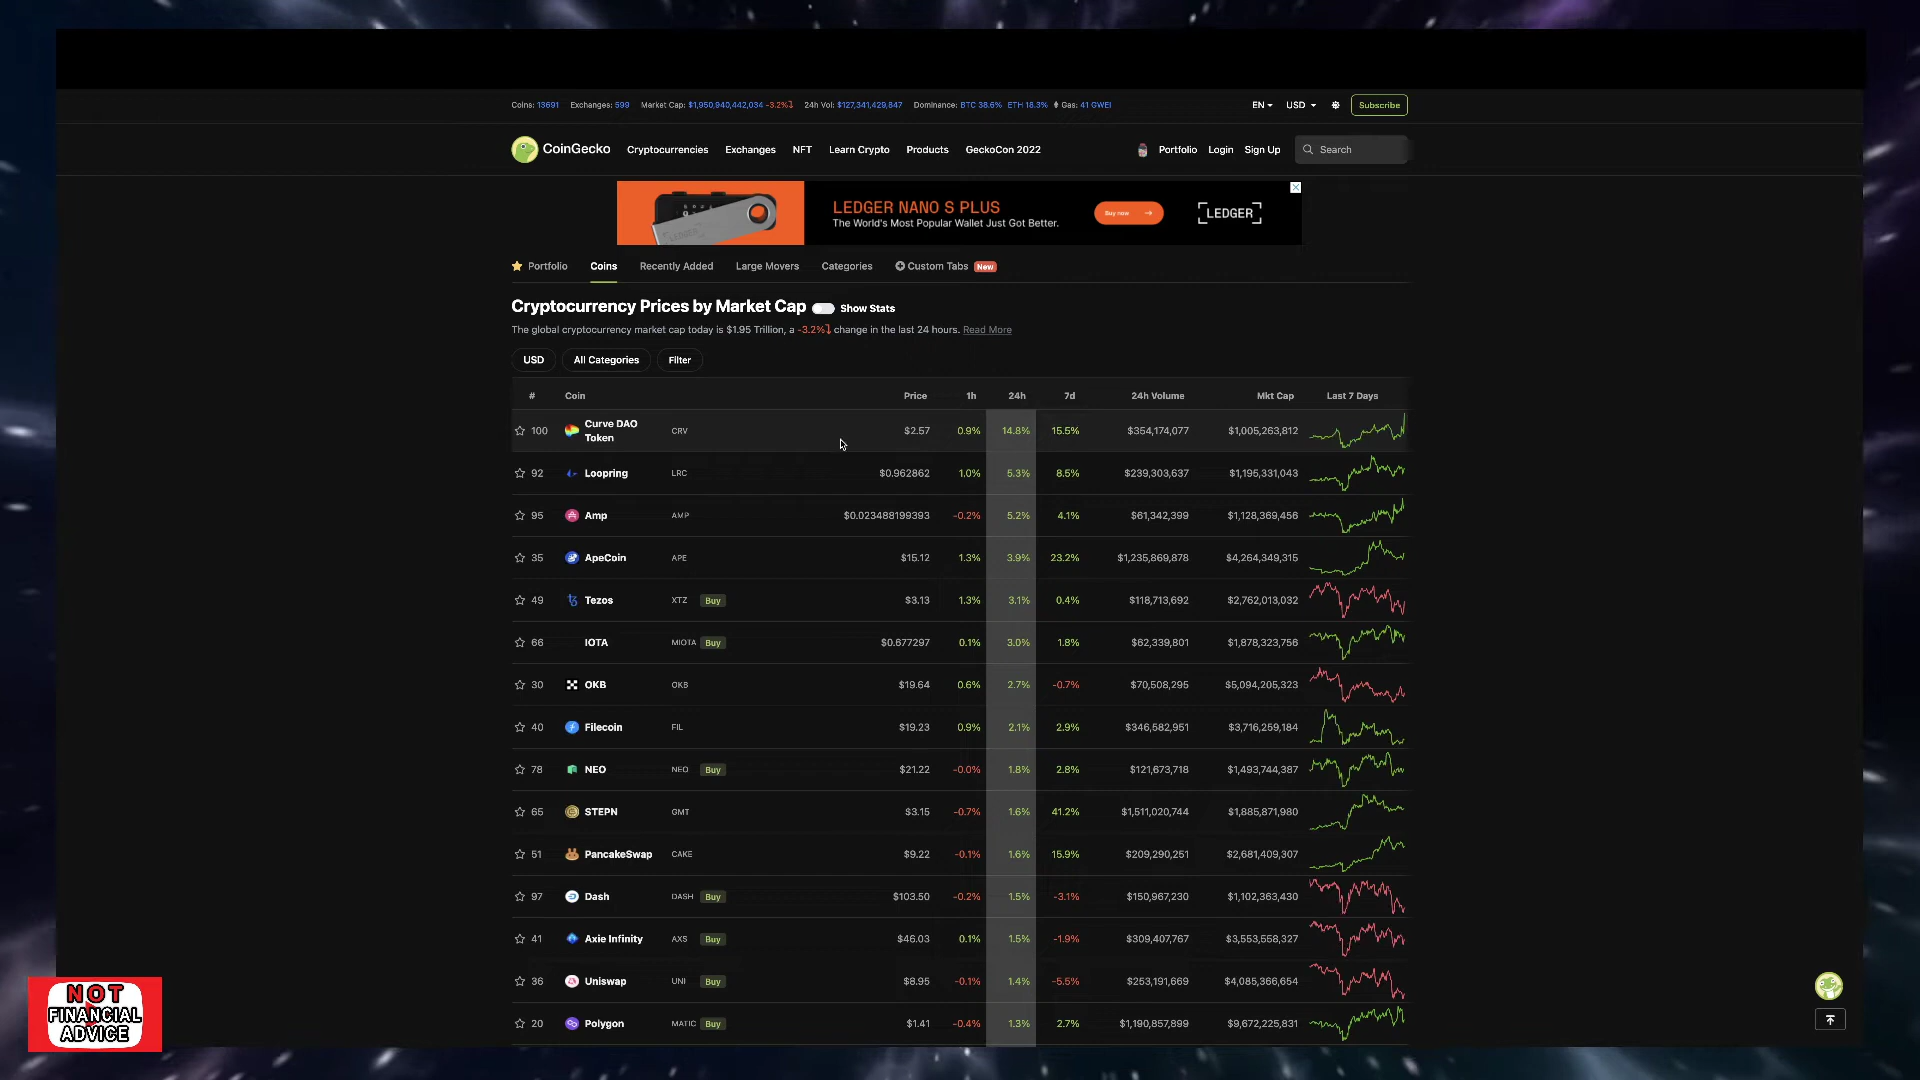 Coins: 13691 Exchanges: 599 Market Cap: $1,950,940,442,034 -3.2% 24h Vol: $127,341,429,847 Dominance: BTC 38.6% ETH 18.3% Gas: 41 GWEI EN USD Subscribe
CoinGecko Cryptocurrencies Exchanges NFT Learn Crypto Products GeckoCon 2022 Portfolio Login Sign Up Search
LEDGER NANO S PLUS
The World's Most Popular Wallet Just Got Better.
Buy now
LEDGER
Portfolio Coins Recently Added Large Movers Categories Custom Tabs New
Cryptocurrency Prices by Market Cap Show Stats
The global cryptocurrency market cap today is $1.95 Trillion, a -3.2% change in the last 24 hours. Read More
USD All Categories Filter
# Coin Price 1h 24h 7d 24h Volume Mkt Cap Last 7 Days
100 Curve DAO Token CRV $2.57 0.9% 14.8% 15.5% $354,174,077 $1,005,263,812
92 Loopring LRC $0.962862 1.0% 5.3% 8.5% $239,303,637 $1,195,331,043
95 Amp AMP $0.023488199393 -0.2% 5.2% 4.1% $61,342,399 $1,128,369,456
35 ApeCoin APE $15.12 1.3% 3.9% 23.2% $1,235,869,878 $4,264,349,315
49 Tezos XTZ Buy $3.13 1.3% 3.1% 0.4% $118,713,692 $2,762,013,032
66 IOTA MIOTA Buy $0.677297 0.1% 3.0% 1.8% $62,339,801 $1,878,323,756
30 OKB OKB $19.64 0.6% 2.7% -0.7% $70,508,295 $5,094,205,323
40 Filecoin FIL $19.23 0.9% 2.1% 2.9% $346,582,951 $3,716,259,184
78 NEO NEO Buy $21.22 -0.0% 1.8% 2.8% $121,673,718 $1,493,744,387
65 STEPN GMT $3.15 -0.7% 1.6% 41.2% $1,511,020,744 $1,885,871,980
51 PancakeSwap CAKE $9.22 -0.1% 1.6% 15.9% $209,290,251 $2,681,409,307
97 Dash DASH Buy $103.50 -0.2% 1.5% -3.1% $150,967,230 $1,102,363,430
41 Axie Infinity AXS Buy $46.03 0.1% 1.5% -1.9% $309,407,767 $3,553,558,327
36 Uniswap UNI Buy $8.95 -0.1% 1.4% -5.5% $253,191,669 $4,085,366,654
20 Polygon MATIC Buy $1.41 -0.4% 1.3% 2.7% $1,190,857,899 $9,672,225,831
NOT
FINANCIAL
ADVICE